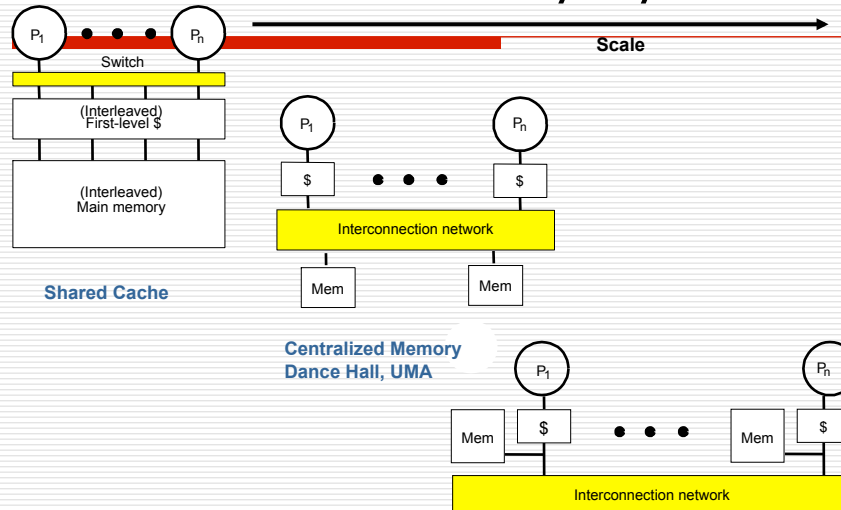 Scale
P1
Pn
Switch
(Interleaved)
First-level $
(Interleaved)
Main memory
Shared Cache
P1
Pn
$
$
Interconnection network
Mem
Mem
Centralized Memory
Dance Hall, UMA
P1
Pn
Mem
$
Mem
$
Interconnection network